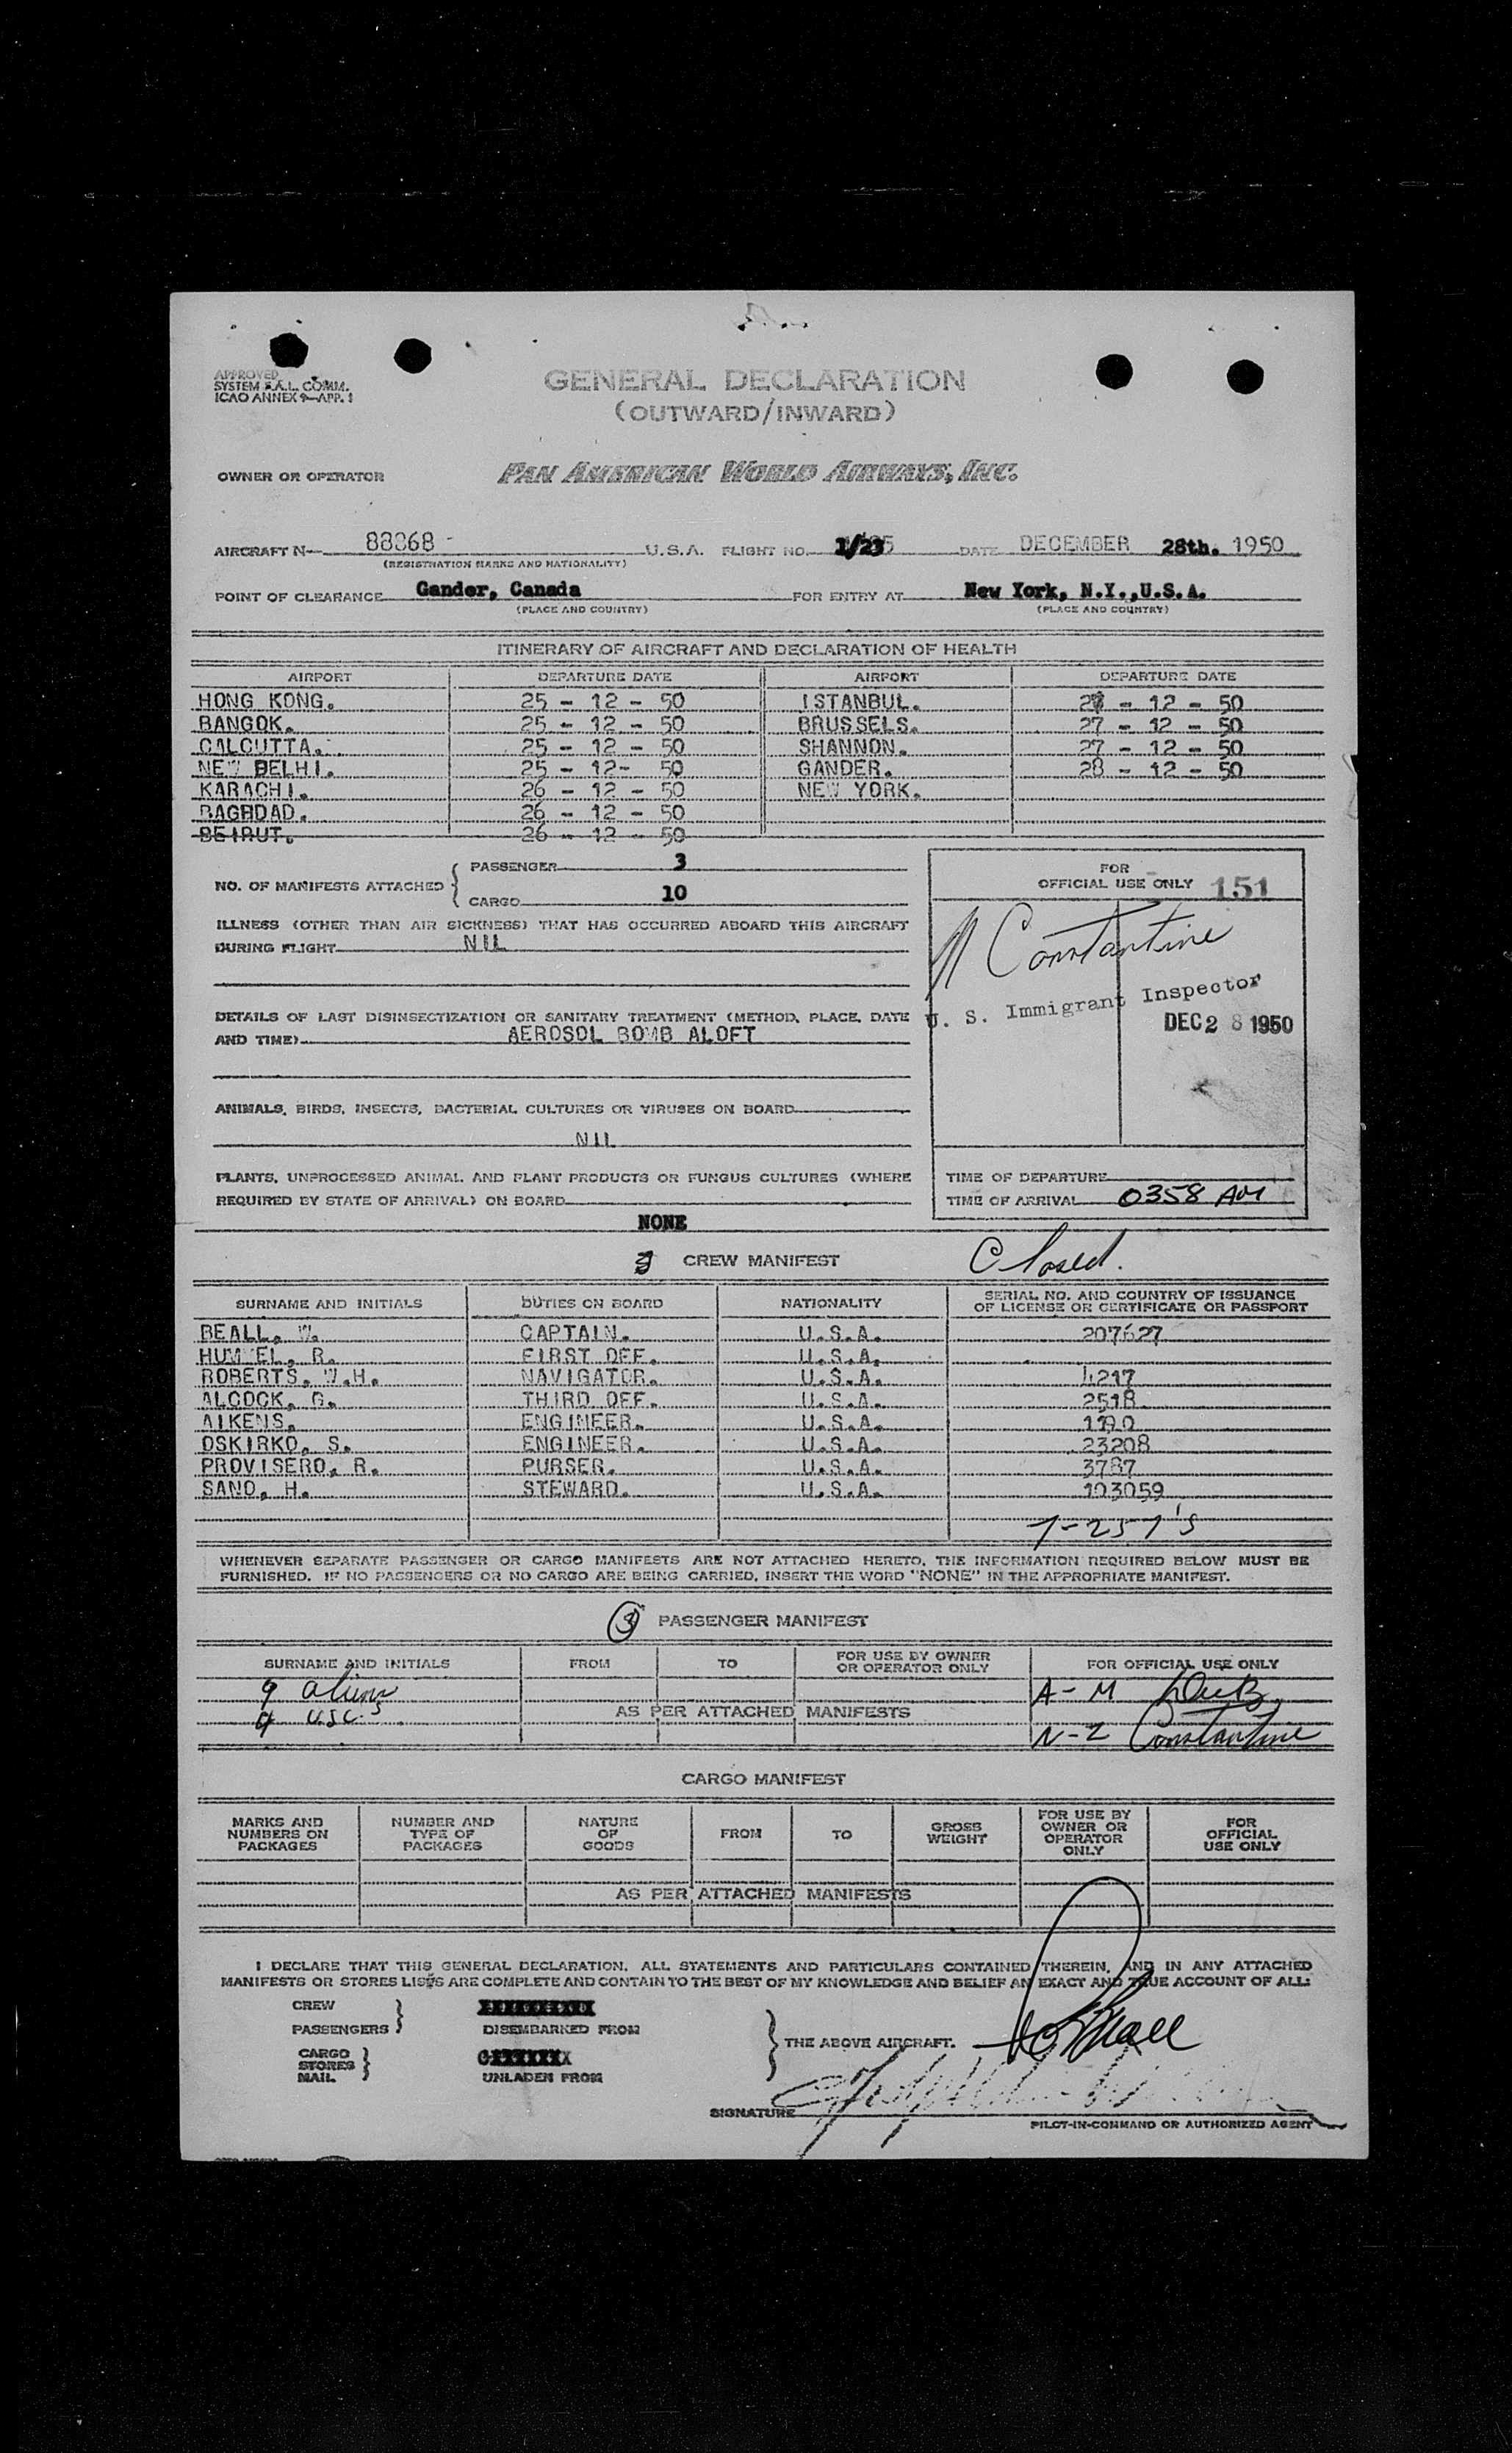 APPROVED
SYSTEM F.A.L. COMM.
ICAO ANNEX 9—APP. 1
GENERAL DECLARATION
(OUTWARD/INWARD)
OWNER OR OPERATOR PAN AMERICAN WORLD AIRWAYS, INC.
AIRCRAFT N— 88868 - U.S.A. FLIGHT NO. 1/23 DATE DECEMBER 28th. 1950
(REGISTRATION MARKS AND NATIONALITY)
POINT OF CLEARANCE Gander, Canada FOR ENTRY AT New York, N.Y.,U.S.A.
(PLACE AND COUNTRY) (PLACE AND COUNTRY)
ITINERARY OF AIRCRAFT AND DECLARATION OF HEALTH
AIRPORT DEPARTURE DATE AIRPORT DEPARTURE DATE
HONG KONG. 25 - 12 - 50 ISTANBUL. 27 - 12 - 50
BANGOK. 25 - 12 - 50 BRUSSELS. 27 - 12 - 50
CALCUTTA. 25 - 12 - 50 SHANNON. 27 - 12 - 50
NEW DELHI. 25 - 12- 50 GANDER. 28 - 12 - 50
KARACHI. 26 - 12 - 50 NEW YORK.
BAGHDAD. 26 - 12 - 50
BEIRUT. 26 - 12 - 50
NO. OF MANIFESTS ATTACHED
PASSENGER 3
CARGO 10
FOR
OFFICIAL USE ONLY 151
ILLNESS (OTHER THAN AIR SICKNESS) THAT HAS OCCURRED ABOARD THIS AIRCRAFT
DURING FLIGHT NIL
Constantine
U. S. Immigrant Inspector
DEC 28 1950
DETAILS OF LAST DISINSECTIZATION OR SANITARY TREATMENT (METHOD, PLACE, DATE
AND TIME) AEROSOL BOMB ALOFT
ANIMALS, BIRDS, INSECTS, BACTERIAL CULTURES OR VIRUSES ON BOARD
NIL
PLANTS, UNPROCESSED ANIMAL AND PLANT PRODUCTS OR FUNGUS CULTURES (WHERE
REQUIRED BY STATE OF ARRIVAL) ON BOARD
NONE
TIME OF DEPARTURE
TIME OF ARRIVAL 0358 AM
CREW MANIFEST Closed.
SURNAME AND INITIALS DUTIES ON BOARD NATIONALITY SERIAL NO. AND COUNTRY OF ISSUANCE
OF LICENSE OR CERTIFICATE OR PASSPORT
BEALL, W. CAPTAIN. U.S.A. 207627
HUMMEL, R. FIRST OFF. U.S.A.
ROBERTS, W.H. NAVIGATOR. U.S.A. 4217
ALCOCK, G. THIRD OFF. U.S.A. 2518
AIKENS, ENGINEER. U.S.A. 1190
OSKIRKO, S. ENGINEER. U.S.A. 23208
PROVISERO, R. PURSER. U.S.A. 3787
SAND, H. STEWARD. U.S.A. 103059
7-257's
WHENEVER SEPARATE PASSENGER OR CARGO MANIFESTS ARE NOT ATTACHED HERETO, THE INFORMATION REQUIRED BELOW MUST BE
FURNISHED. IF NO PASSENGERS OR NO CARGO ARE BEING CARRIED, INSERT THE WORD "NONE" IN THE APPROPRIATE MANIFEST.
3 PASSENGER MANIFEST
SURNAME AND INITIALS FROM TO FOR USE BY OWNER
OR OPERATOR ONLY FOR OFFICIAL USE ONLY
9 aliens A-M
4 USC's AS PER ATTACHED MANIFESTS
N-Z Constantine
CARGO MANIFEST
MARKS AND
NUMBERS ON
PACKAGES
NUMBER AND
TYPE OF
PACKAGES
NATURE
OF
GOODS
FROM
TO
GROSS
WEIGHT
FOR USE BY
OWNER OR
OPERATOR
ONLY
FOR
OFFICIAL
USE ONLY
AS PER ATTACHED MANIFESTS
I DECLARE THAT THIS GENERAL DECLARATION, ALL STATEMENTS AND PARTICULARS CONTAINED THEREIN, AND IN ANY ATTACHED
MANIFESTS OR STORES LISTS ARE COMPLETE AND CONTAIN TO THE BEST OF MY KNOWLEDGE AND BELIEF AN EXACT AND TRUE ACCOUNT OF ALL:
CREW
PASSENGERS
DISEMBARKED FROM
CARGO
STORES
MAIL
UNLADEN FROM
THE ABOVE AIRCRAFT.
SIGNATURE
PILOT-IN-COMMAND OR AUTHORIZED AGENT